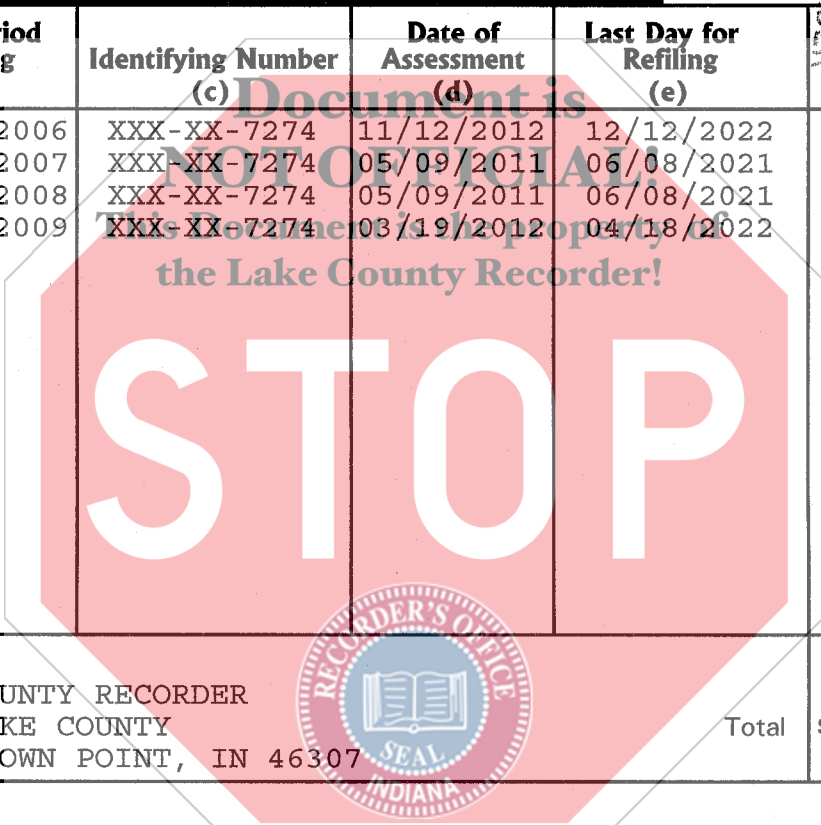 riod Date of Last Day for
g Identifying Number Assessment Refiling
(c) (d) (e)
Document is
2006 XXX-XX-7274 11/12/2012 12/12/2022
2007 XXX-XX-7274 05/09/2011 06/08/2021
NOT OFFICIAL!
2008 XXX-XX-7274 05/09/2011 06/08/2021
2009 XXX-XX-7274 03/19/2012 04/18/2022
This Document is the property of
the Lake County Recorder!
STOP
RECORDER'S OFFICE
SEAL
INDIANA
UNTY RECORDER
KE COUNTY Total $
OWN POINT, IN 46307